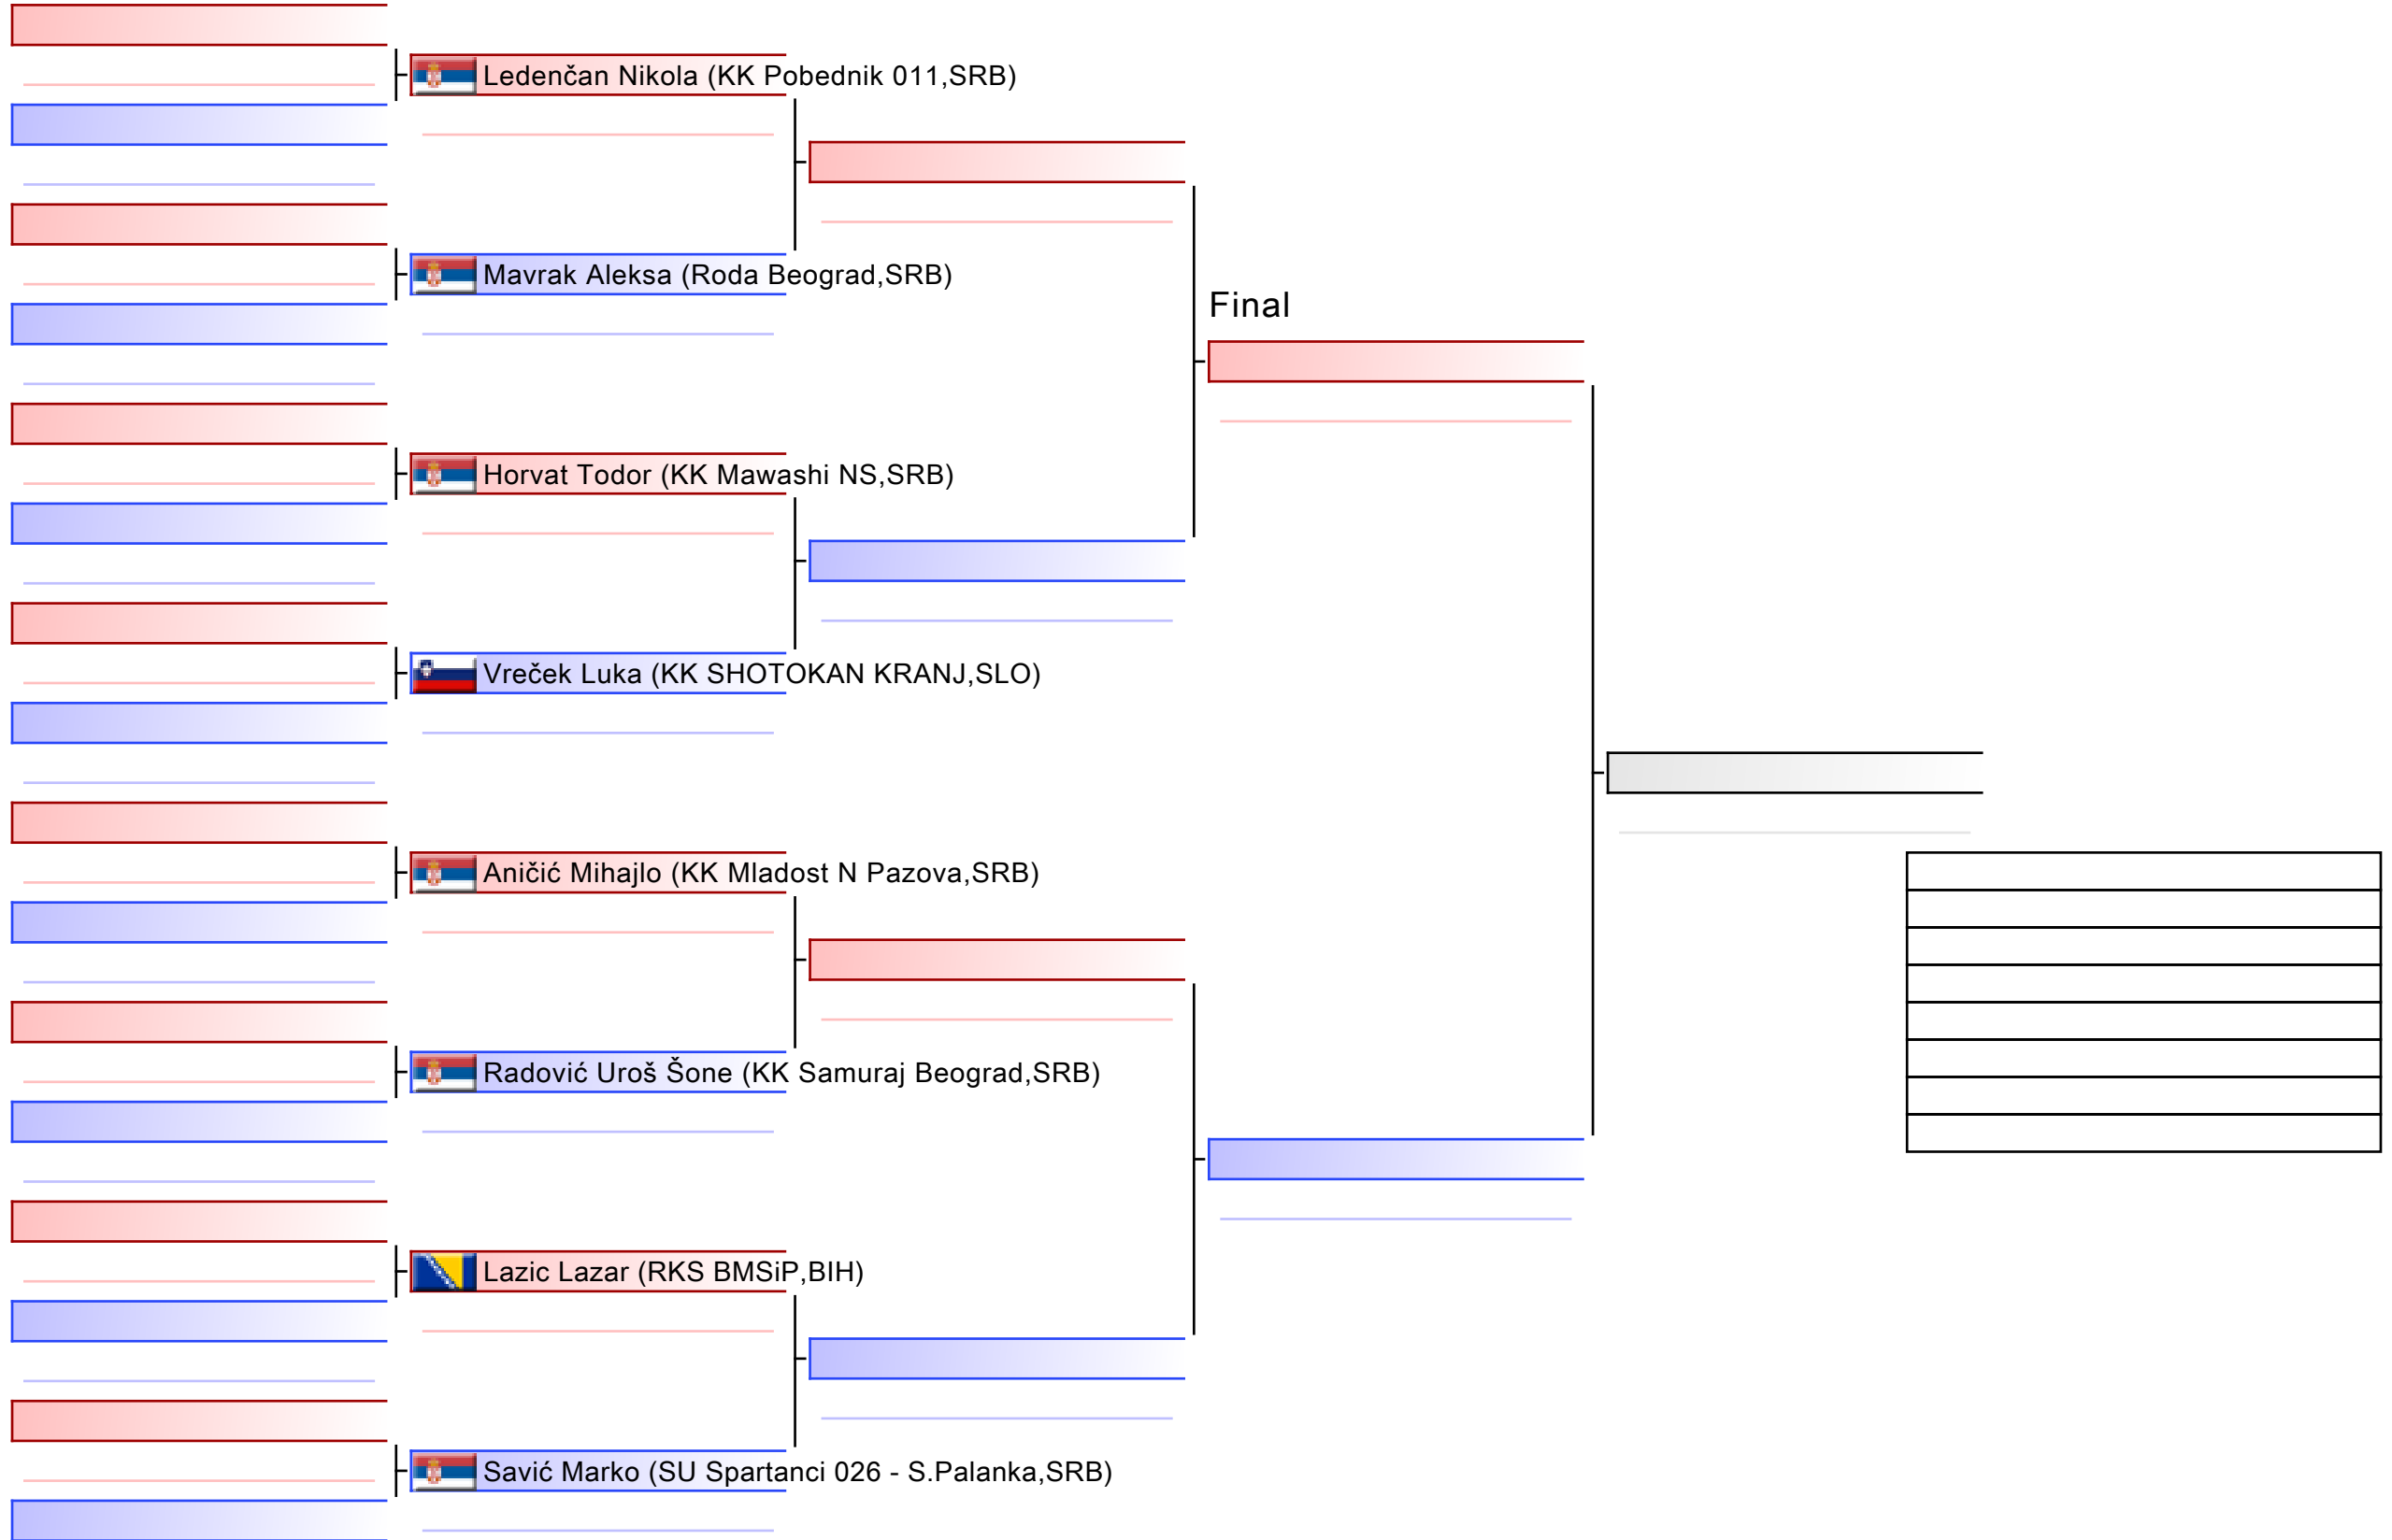 Ledenčan Nikola (KK Pobednik 011,SRB)
Mavrak Aleksa (Roda Beograd,SRB)
Final
Horvat Todor (KK Mawashi NS,SRB)
Vreček Luka (KK SHOTOKAN KRANJ,SLO)
Aničić Mihajlo (KK Mladost N Pazova,SRB)
Radović Uroš Šone (KK Samuraj Beograd,SRB)
Lazic Lazar (RKS BMSiP,BIH)
Savić Marko (SU Spartanci 026 - S.Palanka,SRB)